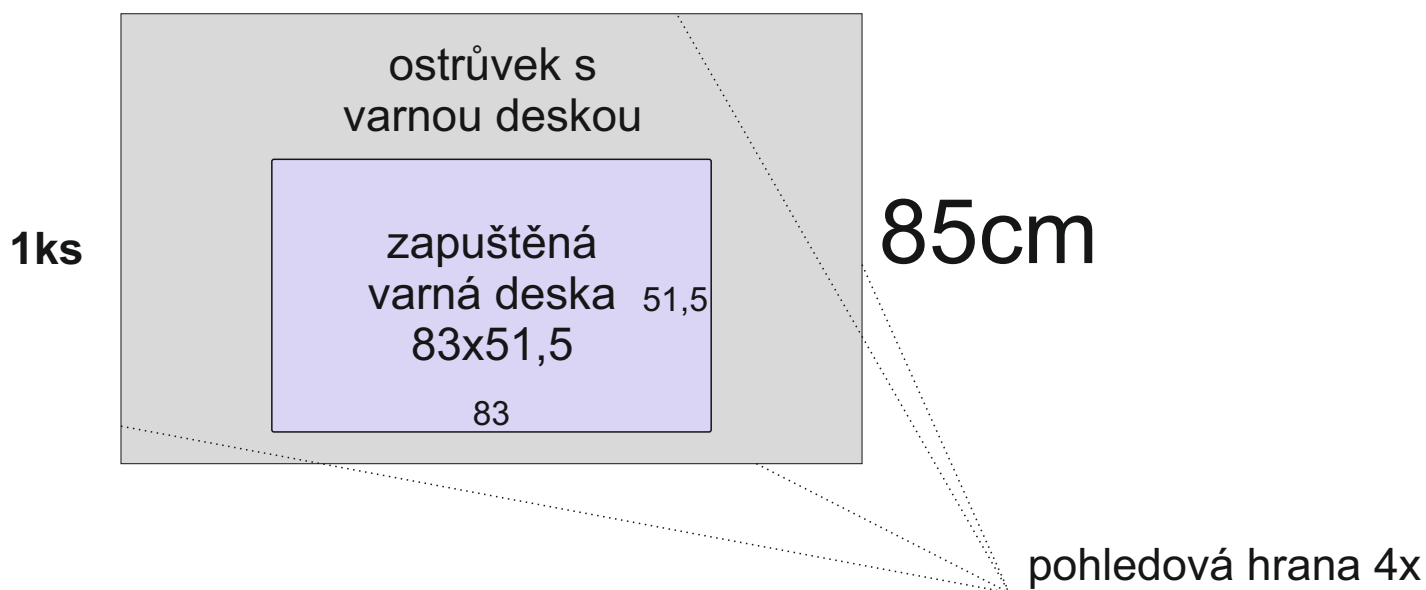 ostrůvek s
varnou deskou
1ks
85cm
zapuštěná
varná deska
51,5
83x51,5
83
pohledová hrana 4x